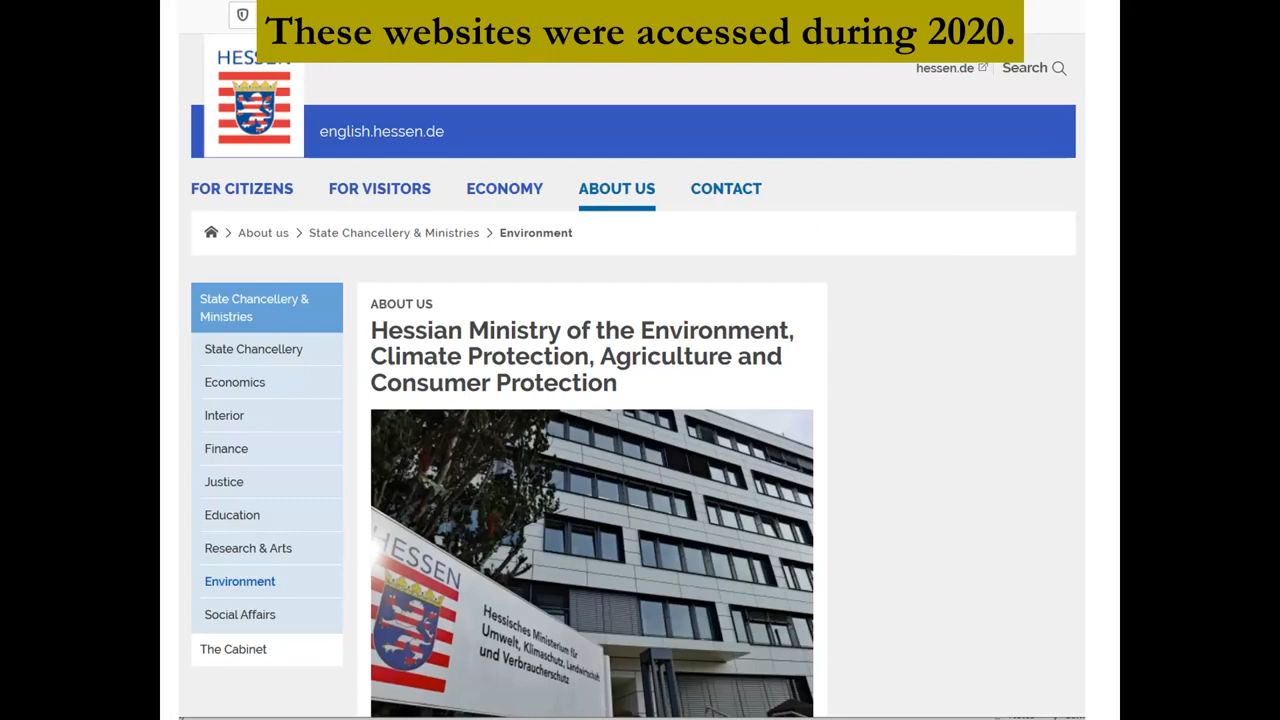 These websites were accessed during 2020.
HESSEN
hessen.de
Search
english.hessen.de
FOR CITIZENS
FOR VISITORS
ECONOMY
ABOUT US
CONTACT
About us
State Chancellery & Ministries
Environment
State Chancellery &
Ministries
State Chancellery
Economics
Interior
Finance
Justice
Education
Research & Arts
Environment
Social Affairs
The Cabinet
ABOUT US
Hessian Ministry of the Environment,
Climate Protection, Agriculture and
Consumer Protection
HESSEN
Hessisches Ministerium für
Umwelt, Klimaschutz, Landwirtschaft
und Verbraucherschutz